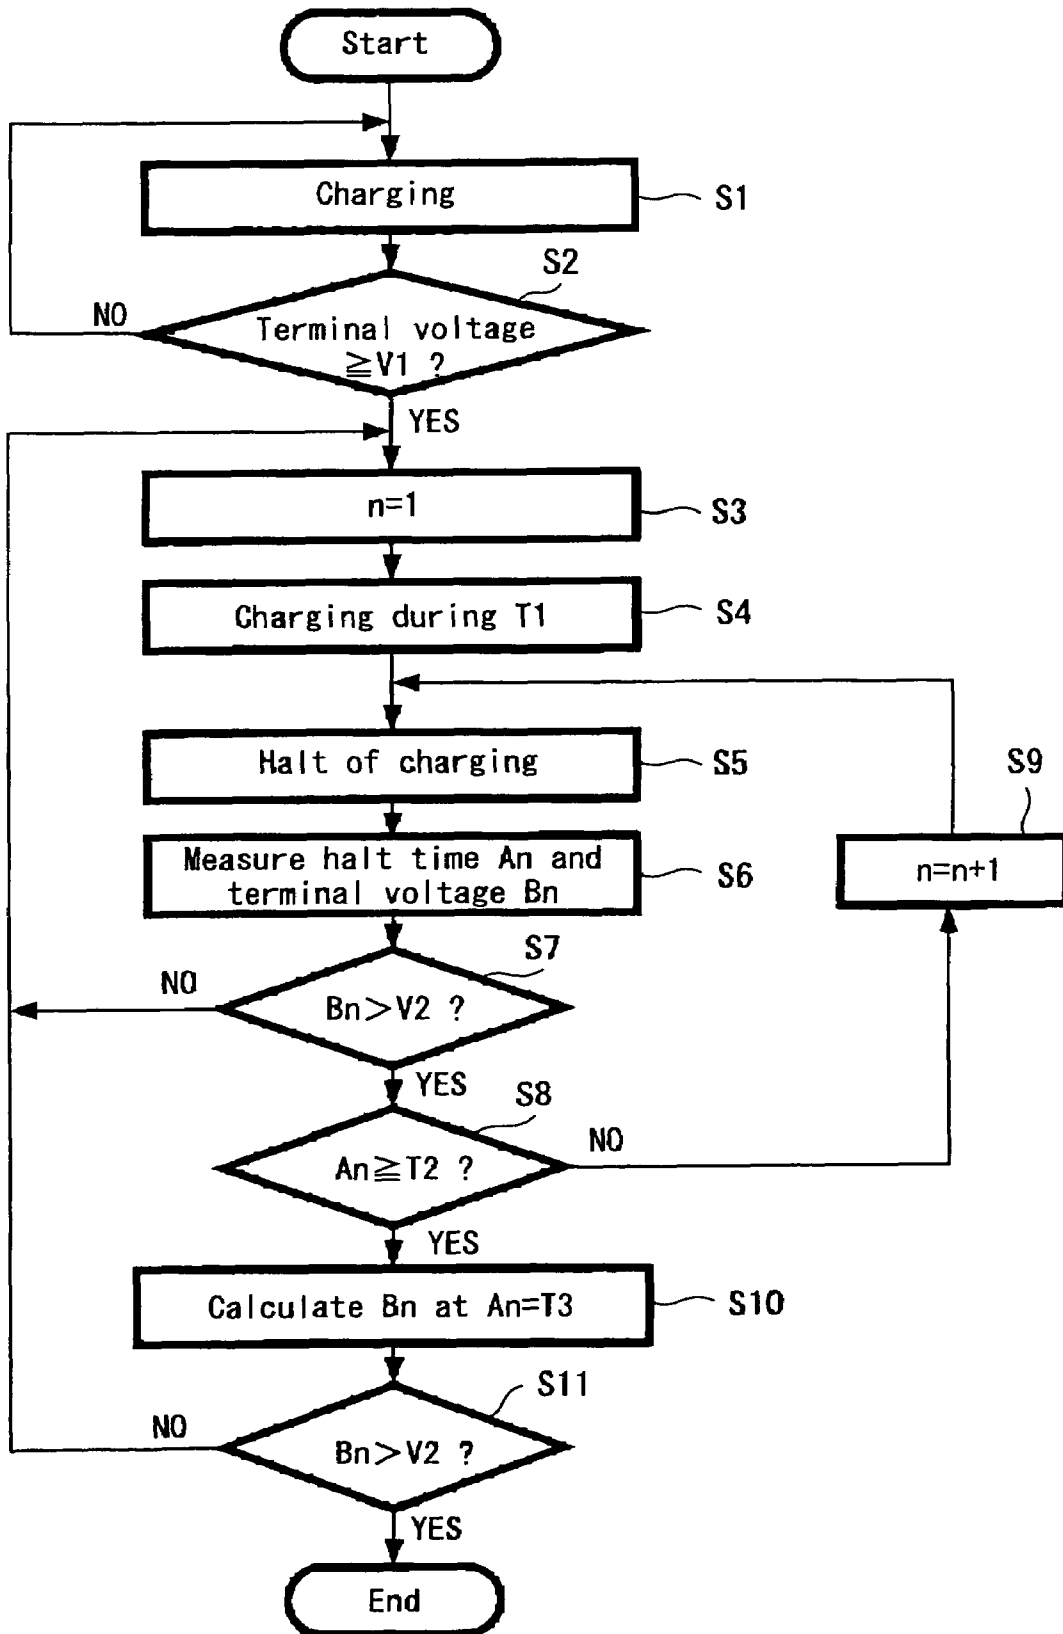 Start
Charging
S1
S2
NO
Terminal voltage
≧V1 ?
YES
n=1
S3
Charging during T1
S4
Halt of charging
S5
S9
Measure halt time An and
terminal voltage Bn
S6
n=n+1
S7
NO
Bn>V2 ?
YES
S8
NO
An≧T2 ?
YES
Calculate Bn at An=T3
S10
S11
NO
Bn>V2 ?
YES
End